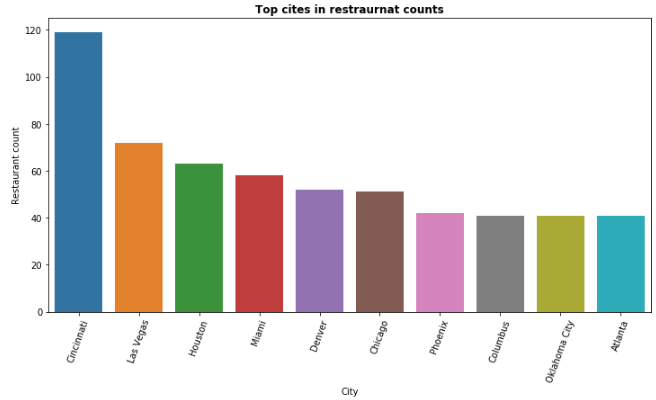 Top cites in restraurnat counts
Restaurant count
120
100
80
60
40
20
0
Cincinnati
Las Vegas
Houston
Miami
Denver
Chicago
Phoenix
Columbus
Oklahoma City
Atlanta
City